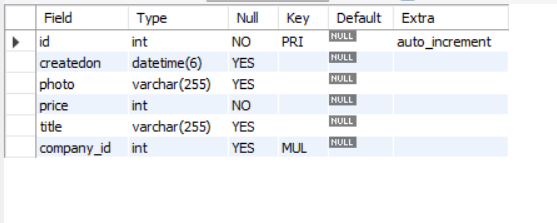 Field Type Null Key Default Extra
id int NO PRI NULL auto_increment
createdon datetime(6) YES NULL
photo varchar(255) YES NULL
price int NO NULL
title varchar(255) YES NULL
company_id int YES MUL NULL